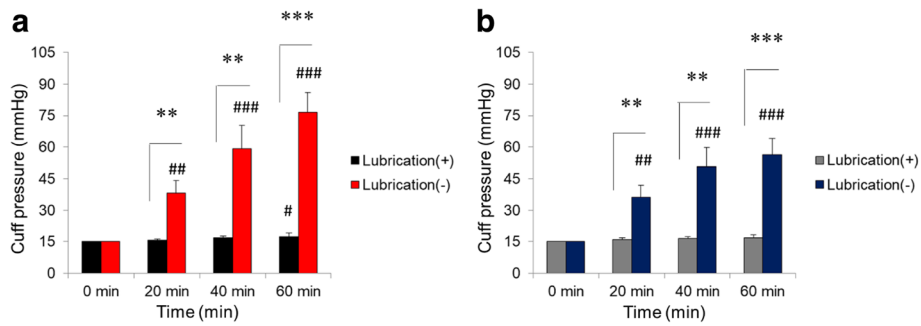 a
***
105
90
75
60
45
30
15
0
Cuff pressure (mmHg)
**
**
##
###
###
#
0 min 20 min 40 min 60 min
Time (min)
Lubrication(+)
Lubrication(-)
b
***
105
90
75
60
45
30
15
0
Cuff pressure (mmHg)
**
**
##
###
###
0 min 20 min 40 min 60 min
Time (min)
Lubrication(+)
Lubrication(-)